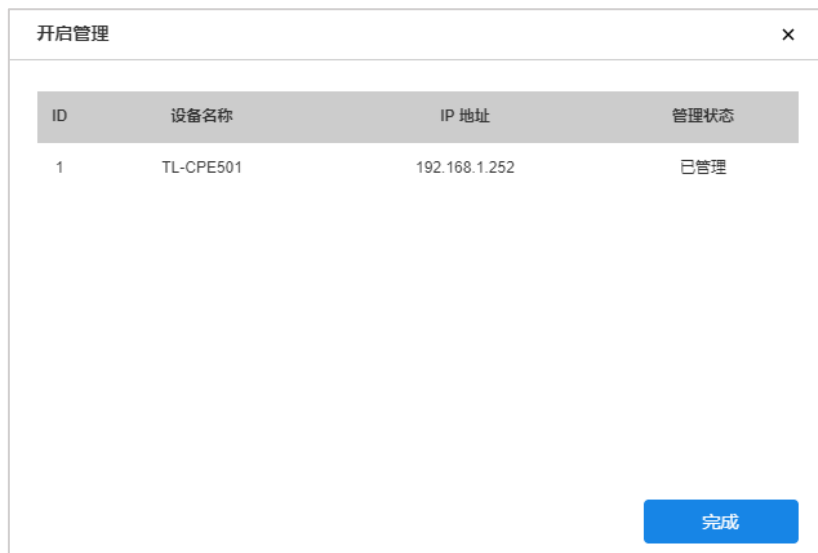 开启管理 ×
ID 设备名称 IP 地址 管理状态
1 TL-CPE501 192.168.1.252 已管理
完成